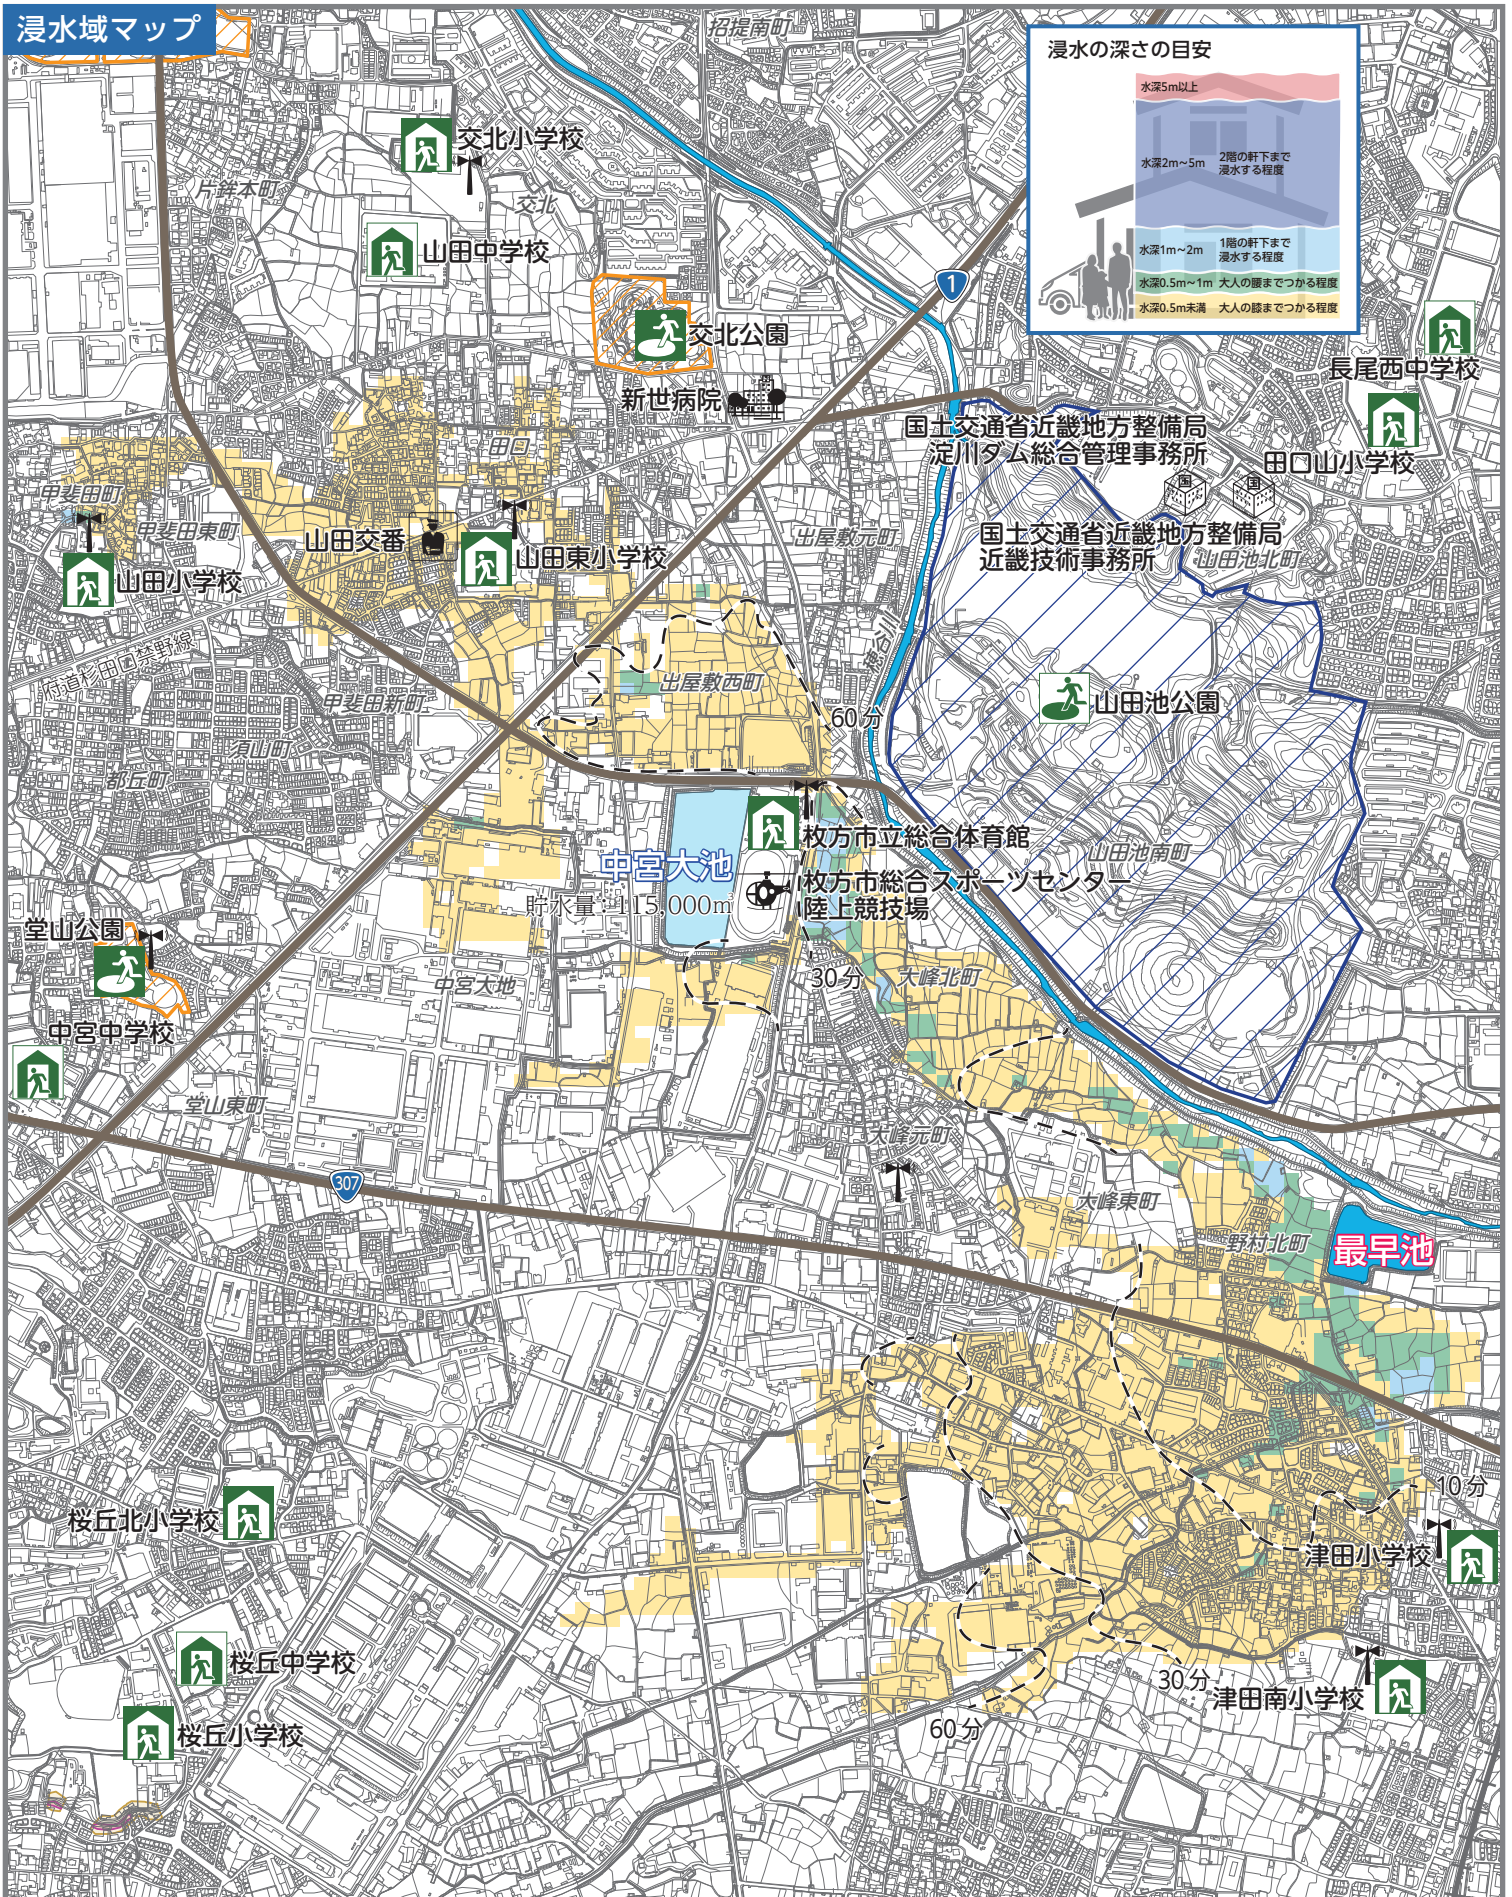 浸水域マップ
招提南町
浸水の深さの目安
水深5m以上
水深2m～5m 2階の軒下まで
浸水する程度
水深1m～2m 1階の軒下まで
浸水する程度
水深0.5m～1m 大人の腰までつかる程度
水深0.5m未満 大人の膝までつかる程度
交北小学校
片鉾本町
交北
山田中学校
1
交北公園
新世病院
長尾西中学校
国土交通省近畿地方整備局
淀川ダム総合管理事務所
田口山小学校
田口
国
国
甲斐田町
甲斐田東町
山田交番
山田東小学校
出屋敷元町
国土交通省近畿地方整備局
近畿技術事務所
山田池北町
山田小学校
穂谷川
府道杉田口禁野線
出屋敷西町
甲斐田新町
山田池公園
60分
須山町
都丘町
枚方市立総合体育館
山田池南町
中宮大池
貯水量：115,000㎥
枚方市総合スポーツセンター
陸上競技場
堂山公園
30分
大峰北町
中宮大地
中宮中学校
堂山東町
大峰元町
307
大峰東町
野村北町
最早池
10分
桜丘北小学校
津田小学校
桜丘中学校
30分
津田南小学校
桜丘小学校
60分